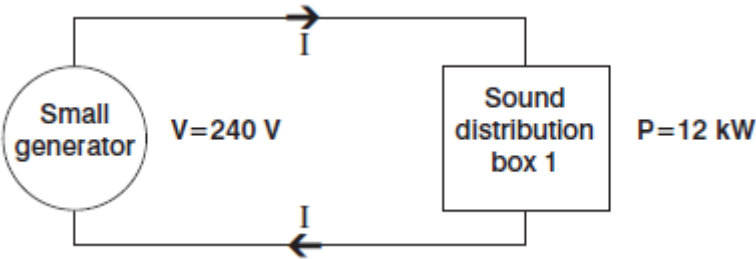 I
Small
generator
V=240 V
Sound
distribution
box 1
P=12 kW
I